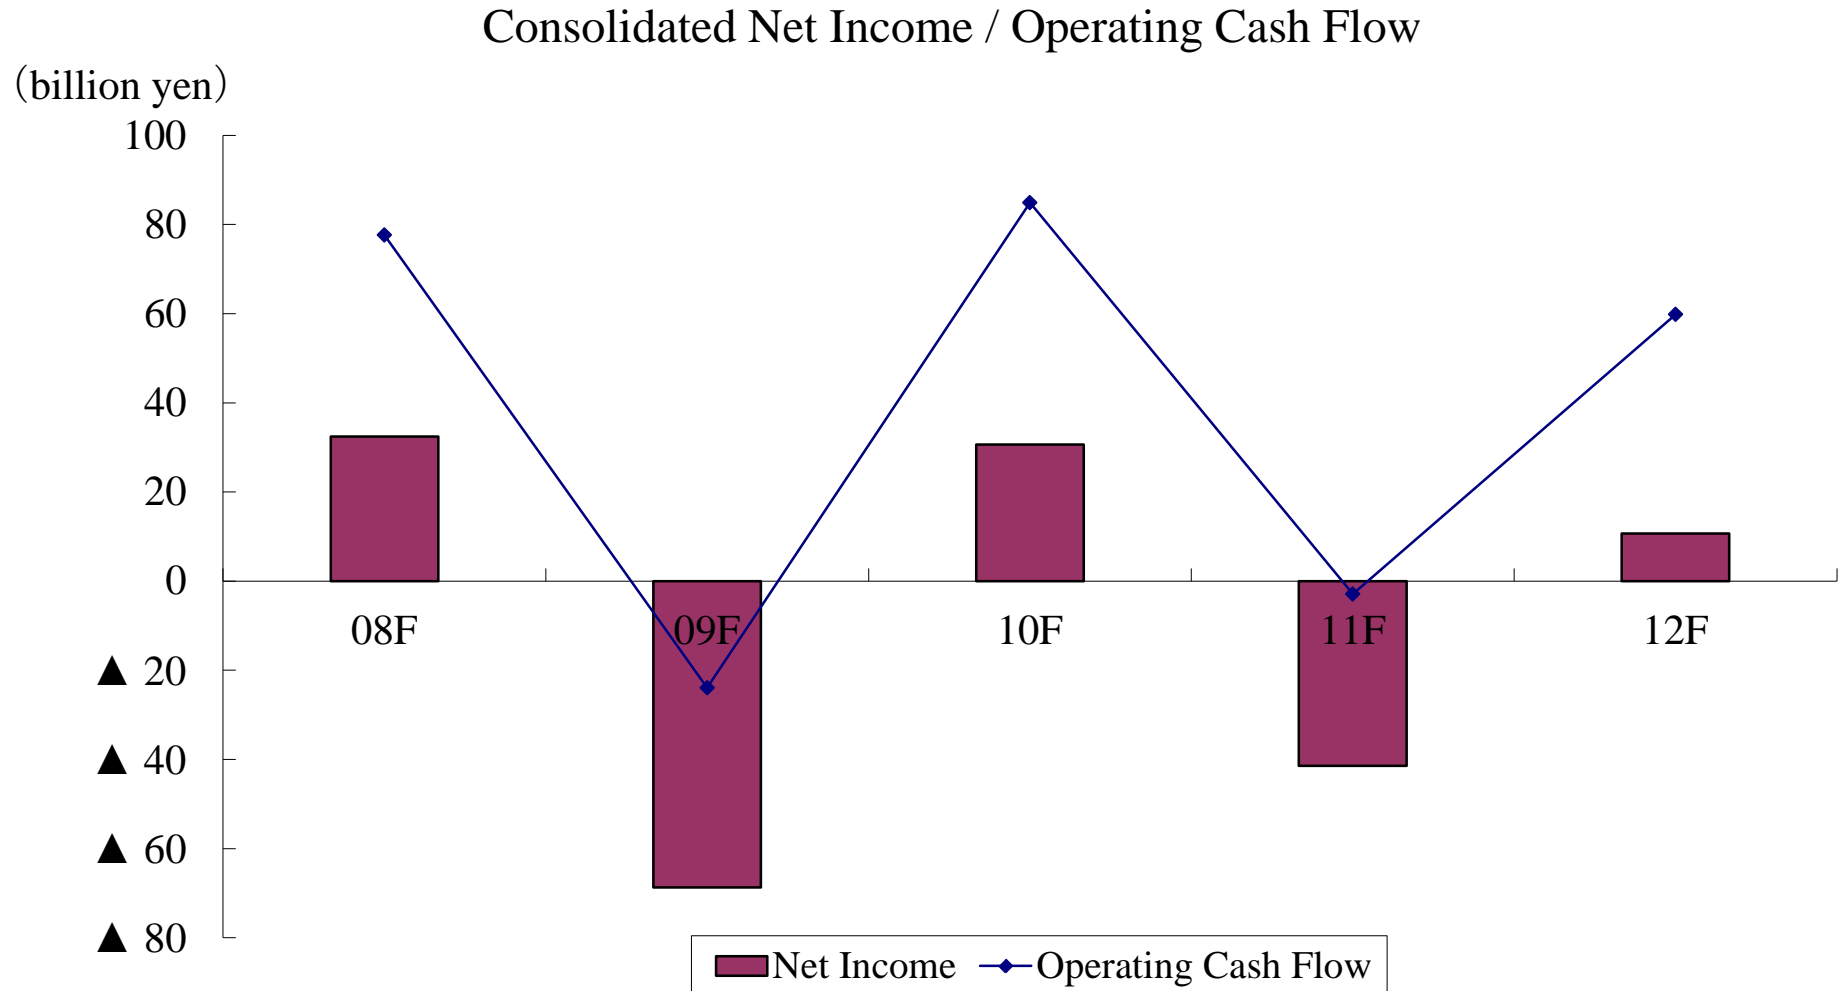 Consolidated Net Income / Operating Cash Flow
（billion yen）
100
80
60
40
20
0
▲ 20
▲ 40
▲ 60
▲ 80
08F 09F 10F 11F 12F
Net Income Operating Cash Flow